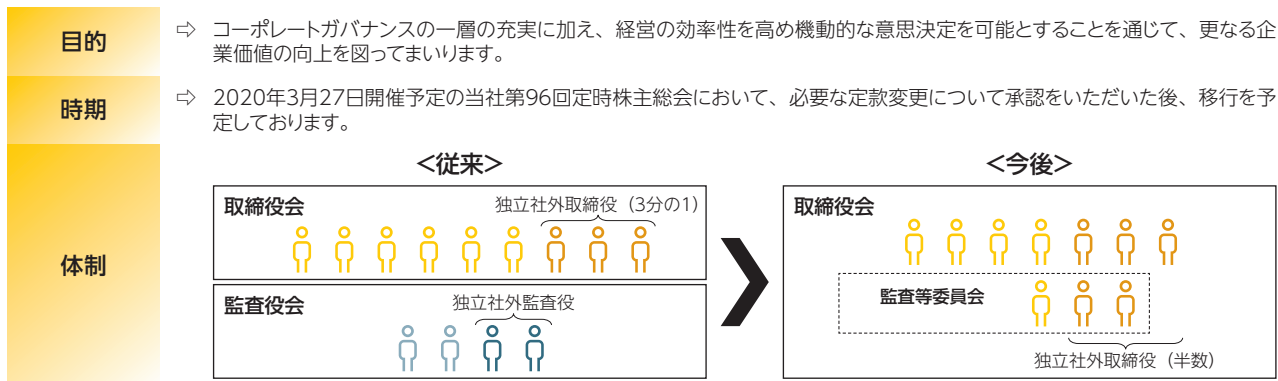 目的
⇨ コーポレートガバナンスの一層の充実に加え、経営の効率性を高め機動的な意思決定を可能とすることを通じて、更なる企
業価値の向上を図ってまいります。
時期
⇨ 2020年3月27日開催予定の当社第96回定時株主総会において、必要な定款変更について承認をいただいた後、移行を予
定しております。
体制
<従来>
取締役会
独立社外取締役（3分の1）
監査役会
独立社外監査役
<今後>
取締役会
監査等委員会
独立社外取締役（半数）